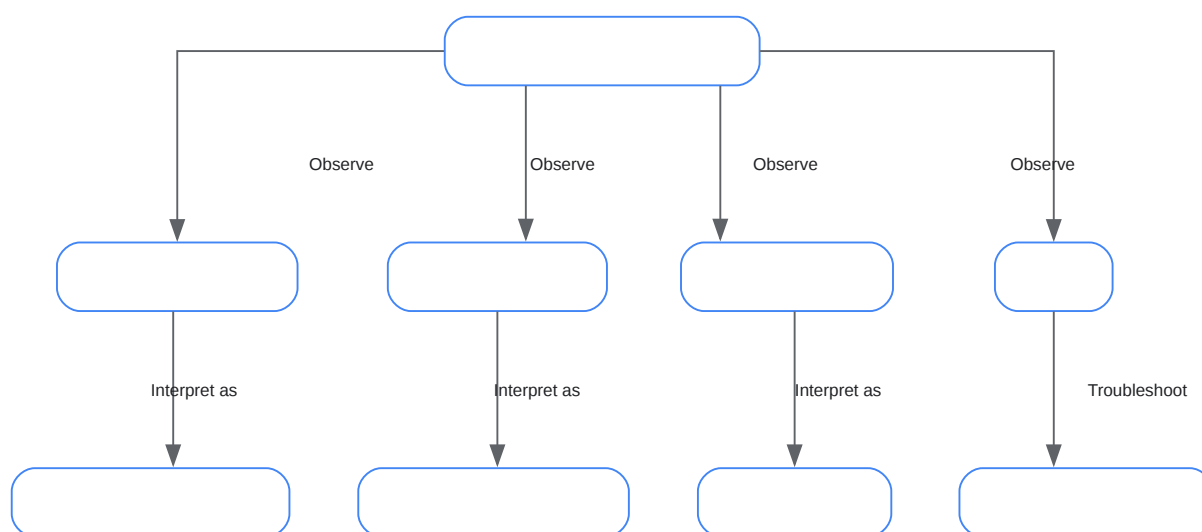 Observe
Observe
Observe
Observe
Interpret as
Interpret as
Interpret as
Troubleshoot